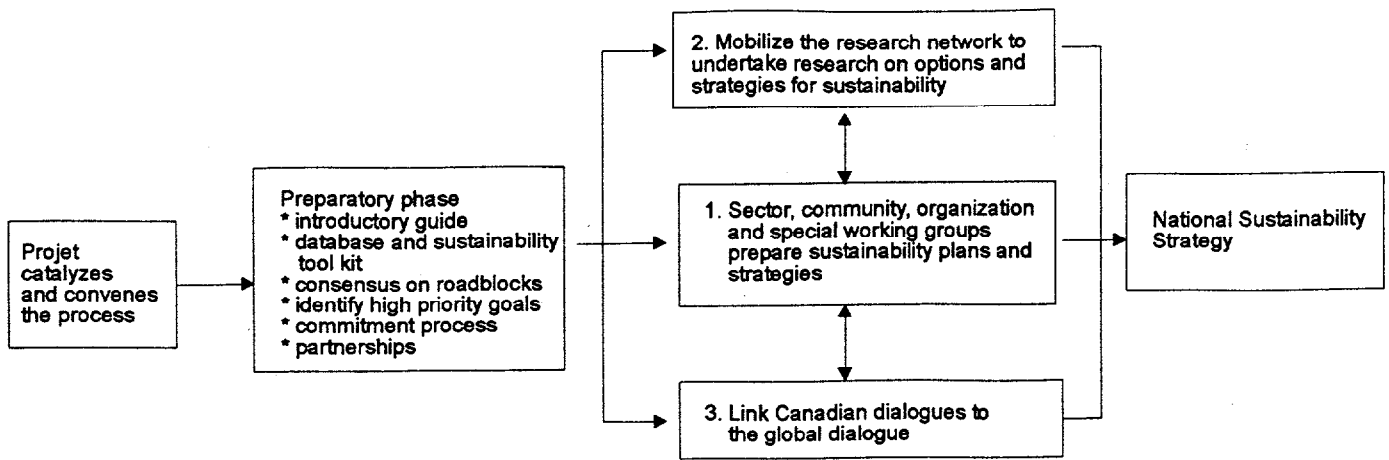 Projet
catalyzes
and convenes
the process
Preparatory phase
* introductory guide
* database and sustainability
tool kit
* consensus on roadblocks
* identify high priority goals
* commitment process
* partnerships
2. Mobilize the research network to
undertake research on options and
strategies for sustainability
1. Sector, community, organization
and special working groups
prepare sustainability plans and
strategies
3. Link Canadian dialogues to
the global dialogue
National Sustainability
Strategy